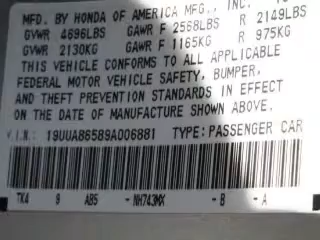 MFD. BY HONDA OF AMERICA MFG., INC.
GVWR 4696LBS GAWR F 2568LBS R 2149LBS
GVWR 2130KG GAWR F 1165KG R 975KG
THIS VEHICLE CONFORMS TO ALL APPLICABLE
FEDERAL MOTOR VEHICLE SAFETY, BUMPER,
AND THEFT PREVENTION STANDARDS IN EFFECT
ON THE DATE OF MANUFACTURE SHOWN ABOVE.
V.I.N.: 19UUA86589A006881 TYPE: PASSENGER CAR
TK4 9 AB5 -NH743MX -B -A